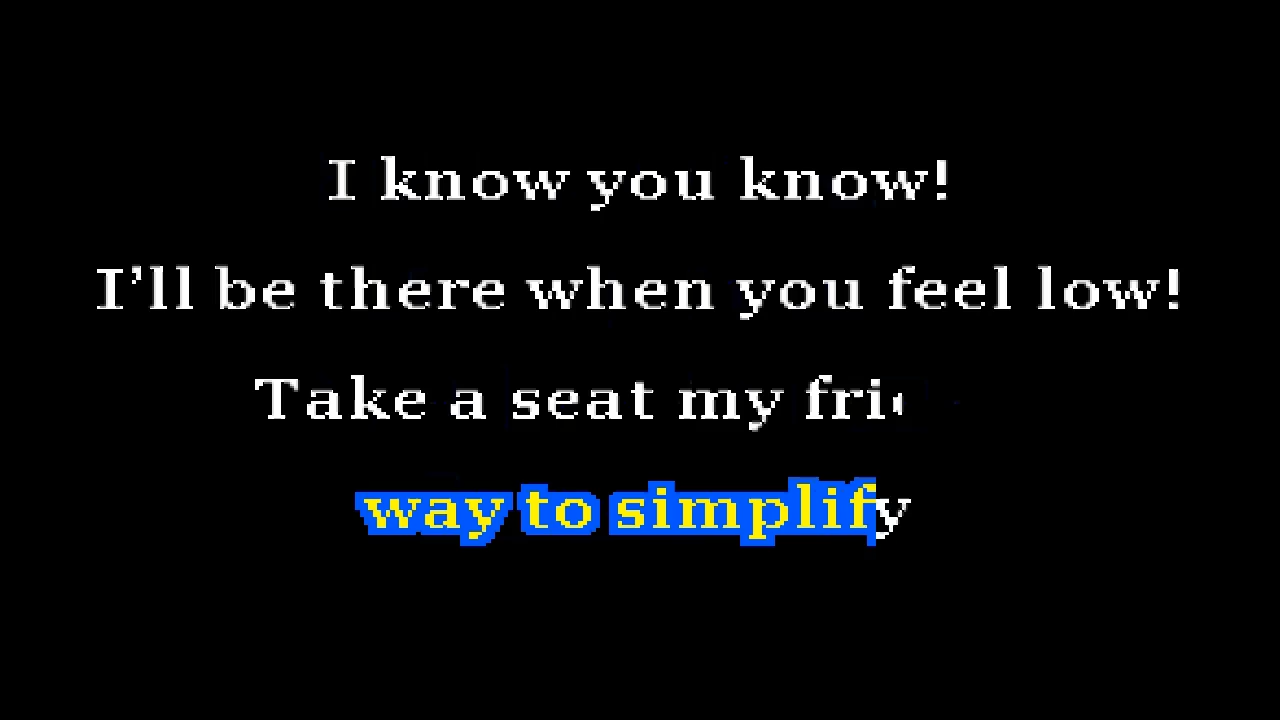 I know you know!
I'll be there when you feel low!
Take a seat my fri
way to simplify